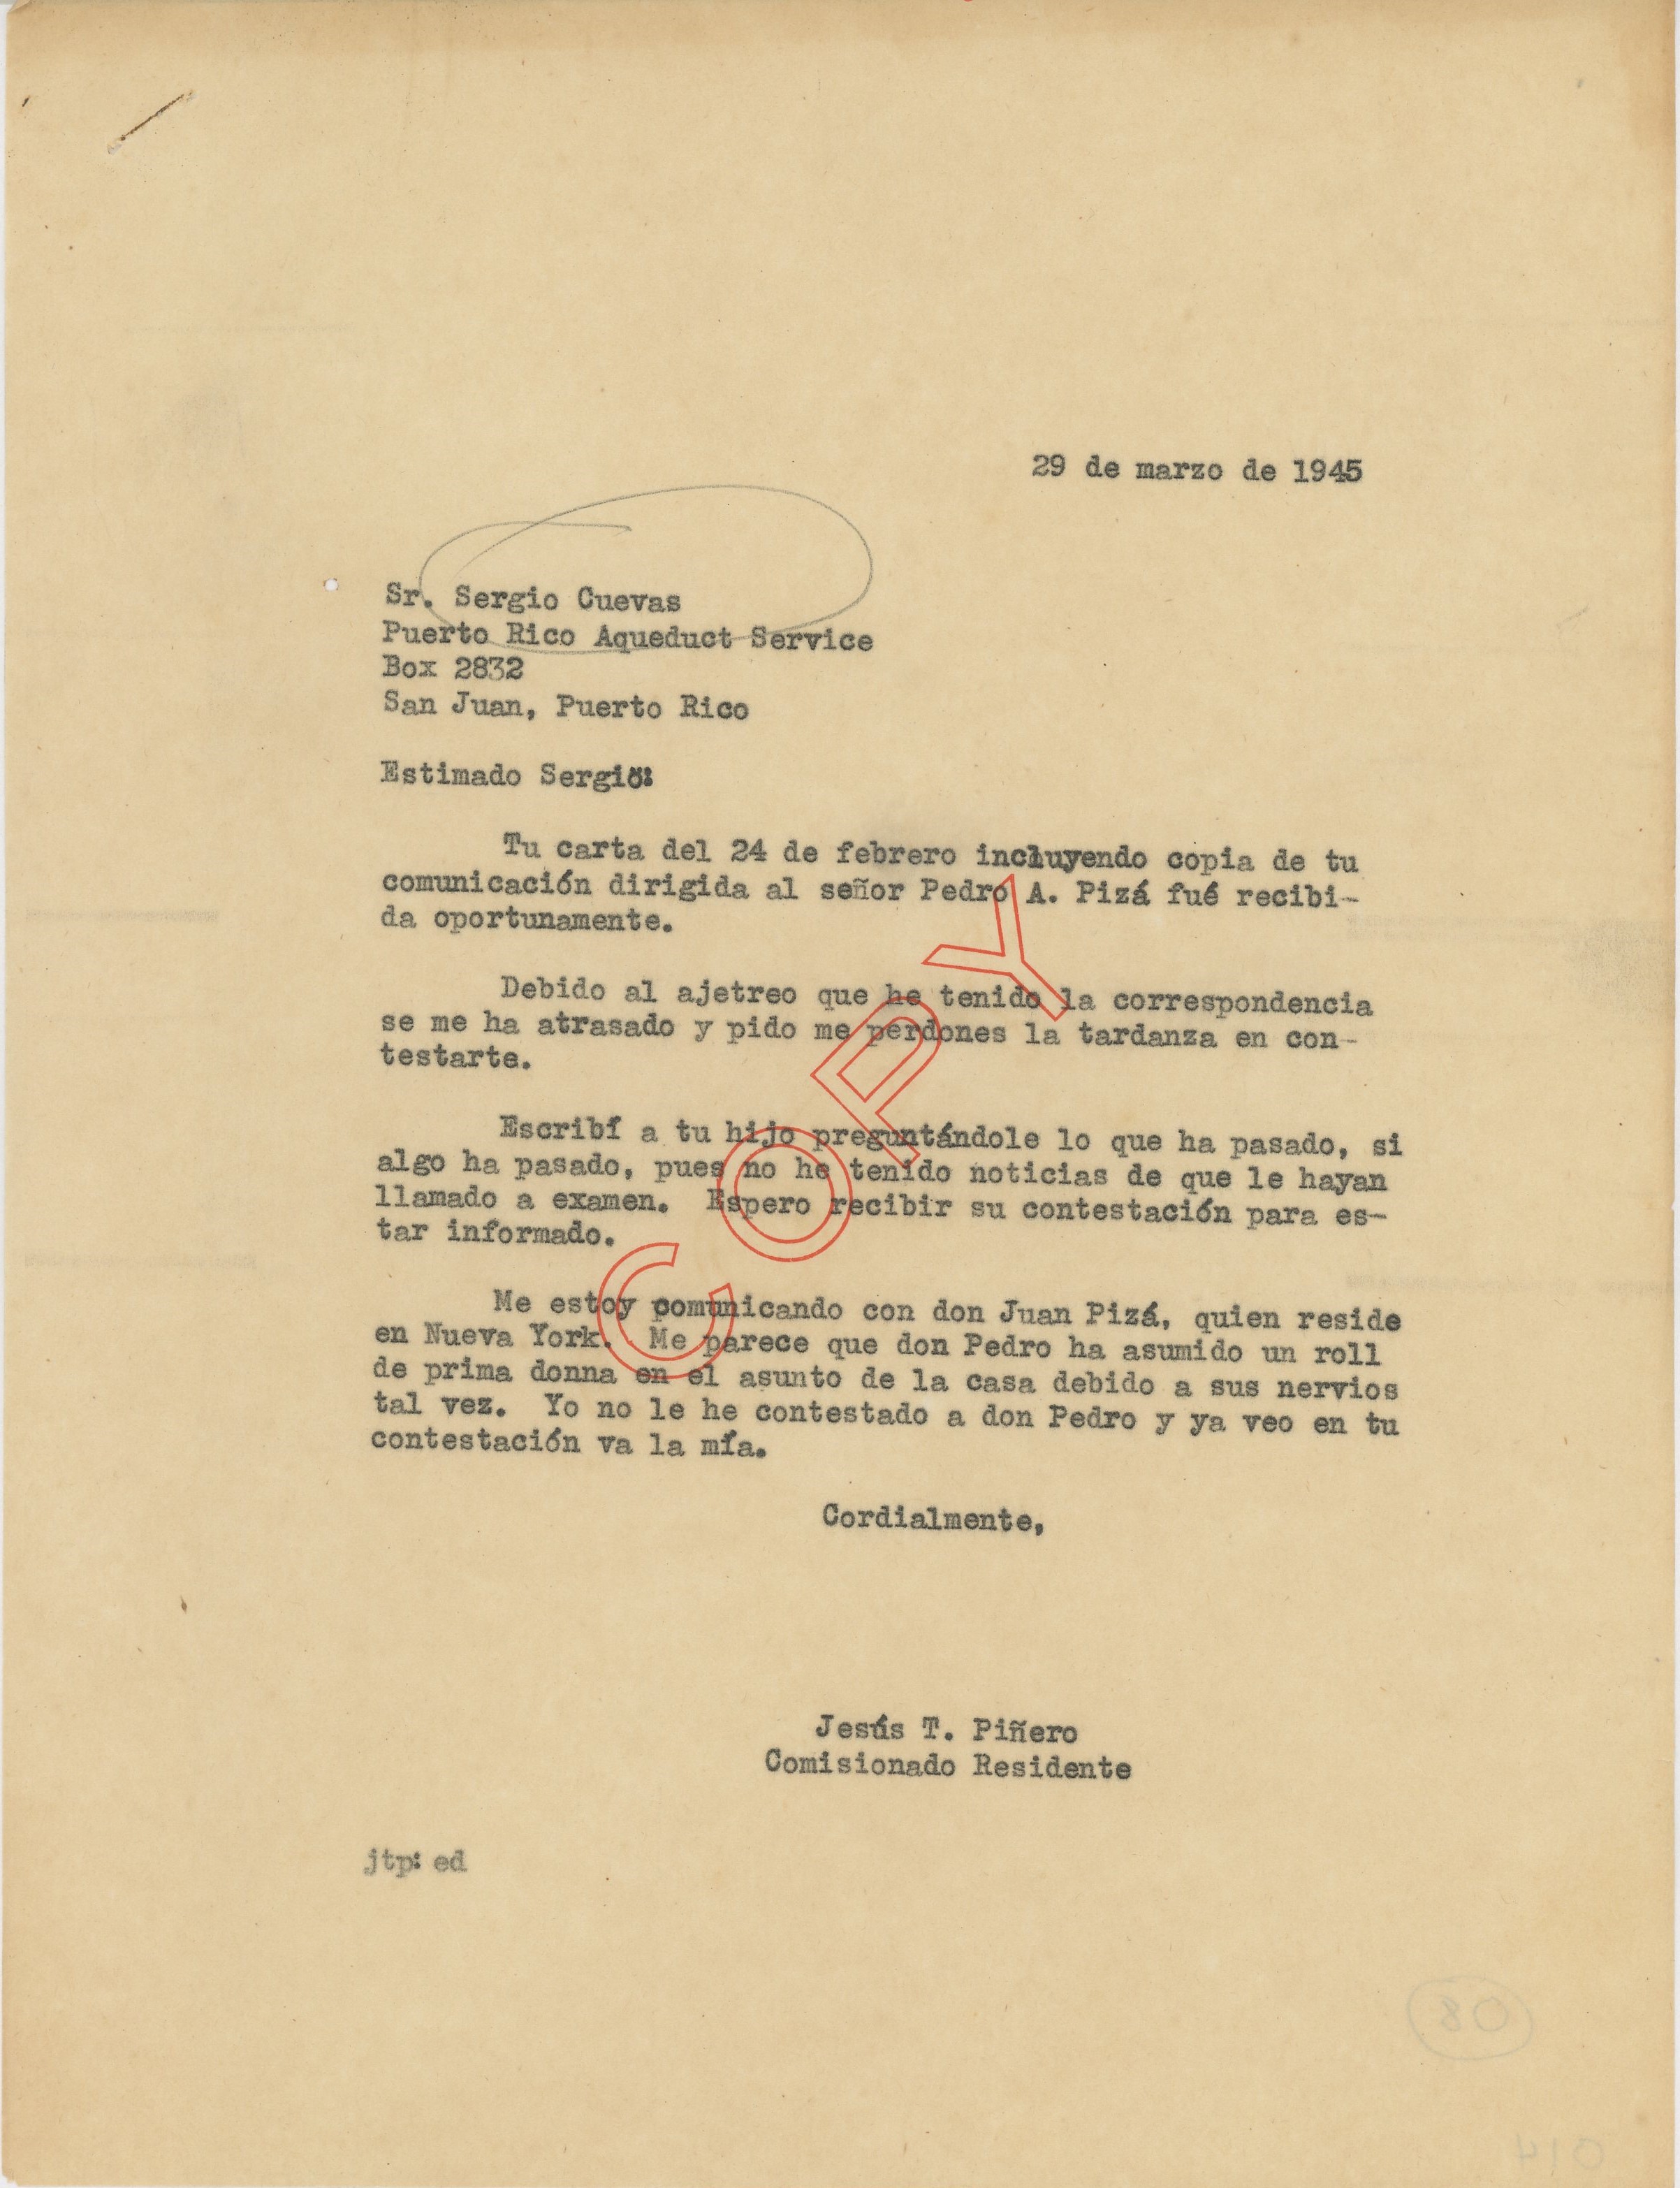 29 de marzo de 1945
Sr. Sergio Cuevas
Puerto Rico Aqueduct Service
Box 2832
San Juan, Puerto Rico
Estimado Sergio:
Tu carta del 24 de febrero incluyendo copia de tu
comunicación dirigida al señor Pedro A. Pizá fué recibi-
da oportunamente.
Debido al ajetreo que he tenido la correspondencia
se me ha atrasado y pido me perdones la tardanza en con-
testarte.
Escribí a tu hijo preguntándole lo que ha pasado, si
algo ha pasado, pues no he tenido noticias de que le hayan
llamado a examen. Espero recibir su contestación para es-
tar informado.
Me estoy comunicando con don Juan Pizá, quien reside
en Nueva York. Me parece que don Pedro ha asumido un roll
de prima donna en el asunto de la casa debido a sus nervios
tal vez. Yo no le he contestado a don Pedro y ya veo en tu
contestación va la mía.
Cordialmente,
Jesús T. Piñero
Comisionado Residente
jtp: ed
COPY
08
014